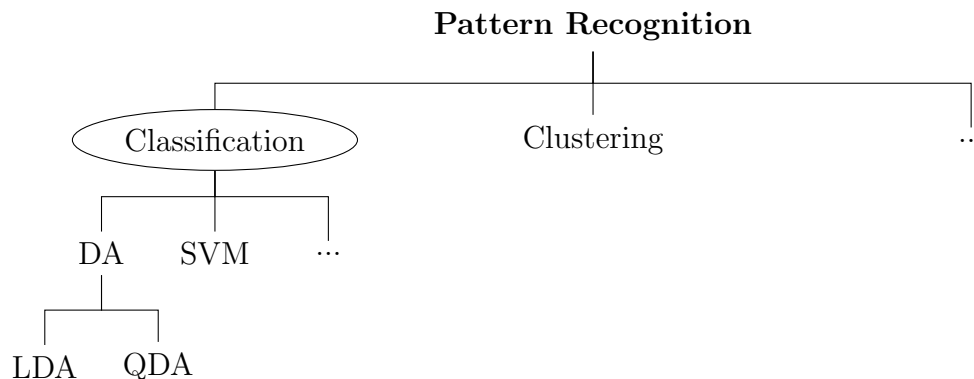 Pattern Recognition
Classification
Clustering
..
DA
SVM
...
LDA
QDA